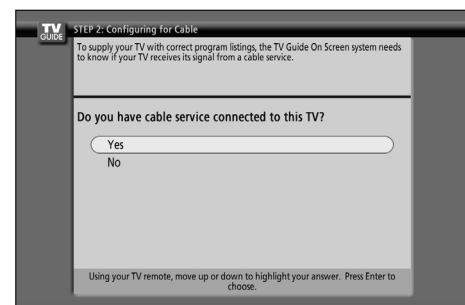 TV
GUIDE
STEP 2: Configuring for Cable
To supply your TV with correct program listings, the TV Guide On Screen system needs
to know if your TV receives its signal from a cable service.
Do you have cable service connected to this TV?
Yes
No
Using your TV remote, move up or down to highlight your answer. Press Enter to
choose.